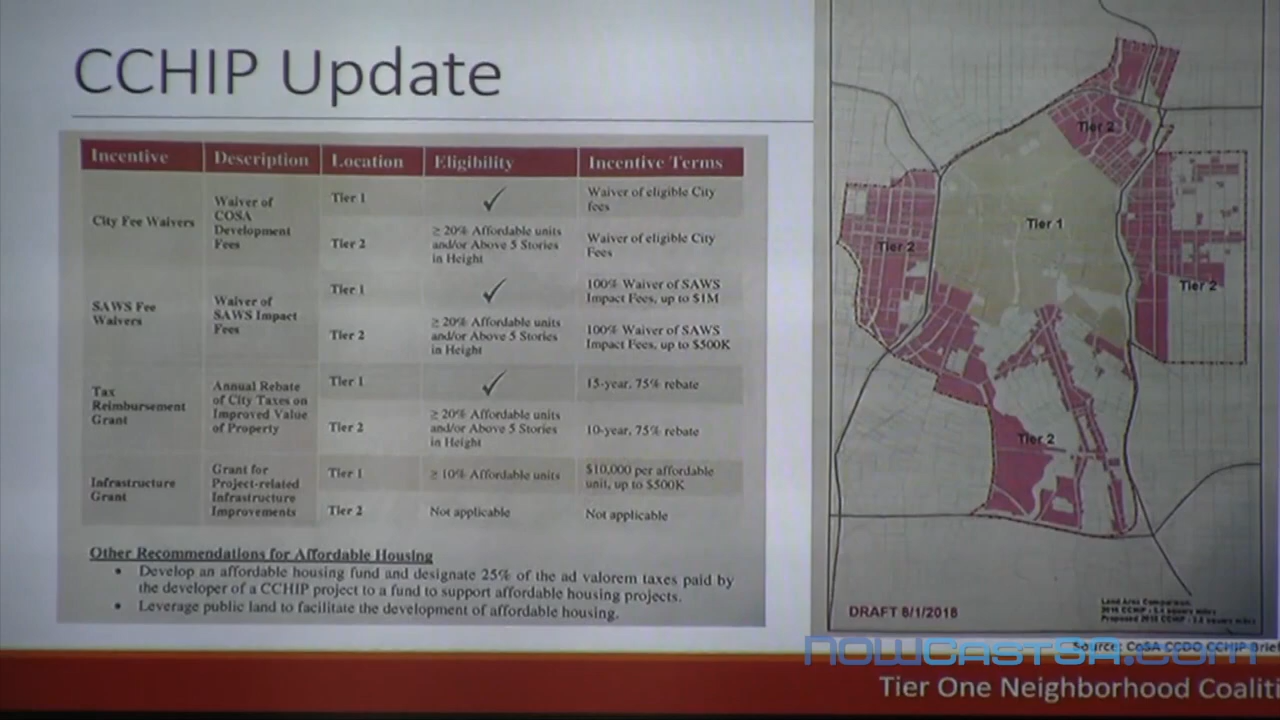 CCHIP Update
Incentive
Description
Location
Eligibility
Incentive Terms
City Fee Waivers
Waiver of
COSA
Development
Fees
Tier 1
✓
Waiver of eligible City
fees
Tier 2
≥ 20% Affordable units
and/or Above 5 Stories
in Height
Waiver of eligible City
Fees
SAWS Fee
Waivers
Waiver of
SAWS Impact
Fees
Tier 1
✓
100% Waiver of SAWS
Impact Fees, up to $1M
Tier 2
≥ 20% Affordable units
and/or Above 5 Stories
in Height
100% Waiver of SAWS
Impact Fees, up to $500K
Tax
Reimbursement
Grant
Annual Rebate
of City Taxes on
Improved Value
of Property
Tier 1
✓
15-year, 75% rebate
Tier 2
≥ 20% Affordable units
and/or Above 5 Stories
in Height
10-year, 75% rebate
Infrastructure
Grant
Grant for
Project-related
Infrastructure
Improvements
Tier 1
≥ 10% Affordable units
$10,000 per affordable
unit, up to $500K
Tier 2
Not applicable
Not applicable
Other Recommendations for Affordable Housing
• Develop an affordable housing fund and designate 25% of the ad valorem taxes paid by
the developer of a CCHIP project to a fund to support affordable housing projects.
• Leverage public land to facilitate the development of affordable housing.
Tier 2
Tier 1
Tier 2
Tier 2
Tier 2
DRAFT 8/1/2018
Land Area Comparison
Source: CoSA CCDO CCHIP Brief
NOWCASTSA.COM
Tier One Neighborhood Coaliti